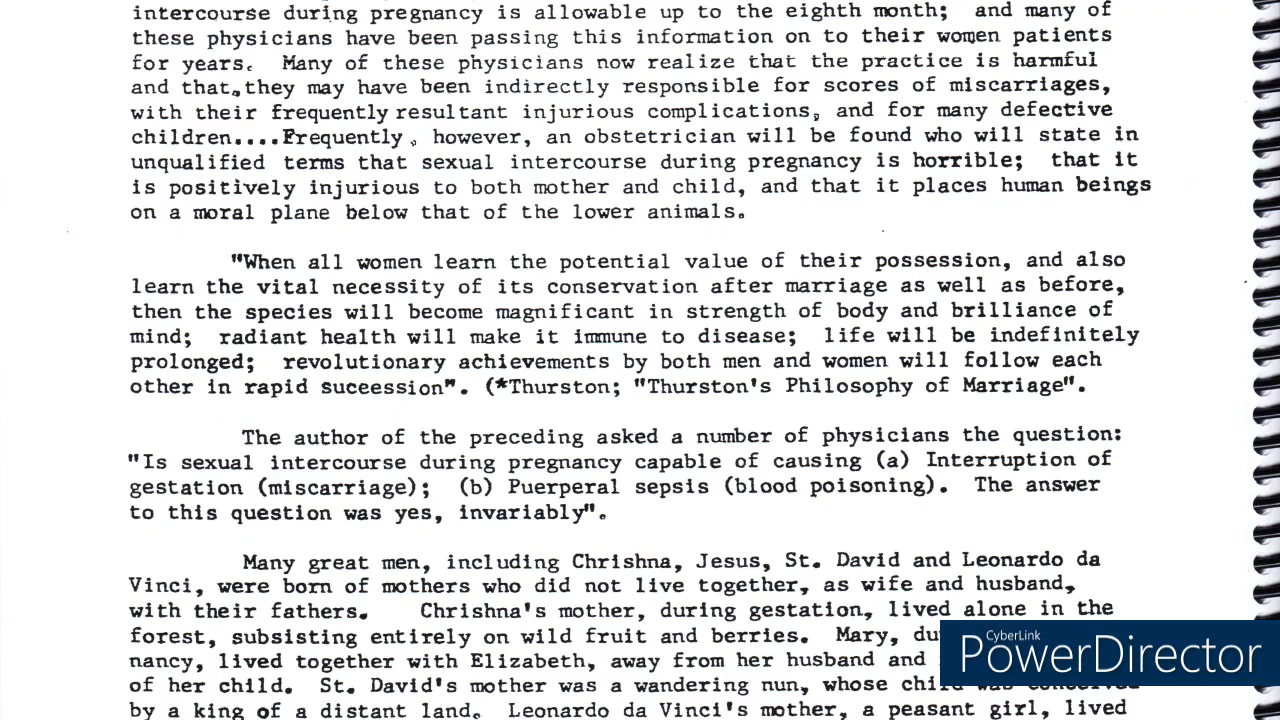 intercourse during pregnancy is allowable up to the eighth month; and many of
these physicians have been passing this information on to their women patients
for years. Many of these physicians now realize that the practice is harmful
and that, they may have been indirectly responsible for scores of miscarriages,
with their frequently resultant injurious complications, and for many defective
children....Frequently, however, an obstetrician will be found who will state in
unqualified terms that sexual intercourse during pregnancy is horrible; that it
is positively injurious to both mother and child, and that it places human beings
on a moral plane below that of the lower animals.
"When all women learn the potential value of their possession, and also
learn the vital necessity of its conservation after marriage as well as before,
then the species will become magnificent in strength of body and brilliance of
mind; radiant health will make it immune to disease; life will be indefinitely
prolonged; revolutionary achievements by both men and women will follow each
other in rapid succession". (*Thurston; "Thurston's Philosophy of Marriage".
The author of the preceding asked a number of physicians the question:
"Is sexual intercourse during pregnancy capable of causing (a) Interruption of
gestation (miscarriage); (b) Puerperal sepsis (blood poisoning). The answer
to this question was yes, invariably".
Many great men, including Chrishna, Jesus, St. David and Leonardo da
Vinci, were born of mothers who did not live together, as wife and husband,
with their fathers. Chrishna's mother, during gestation, lived alone in the
forest, subsisting entirely on wild fruit and berries. Mary,
nancy, lived together with Elizabeth, away from her husband and
of her child. St. David's mother was a wandering nun, whose child was conceived
by a king of a distant land. Leonardo da Vinci's mother, a peasant girl, lived
CyberLink
PowerDirector